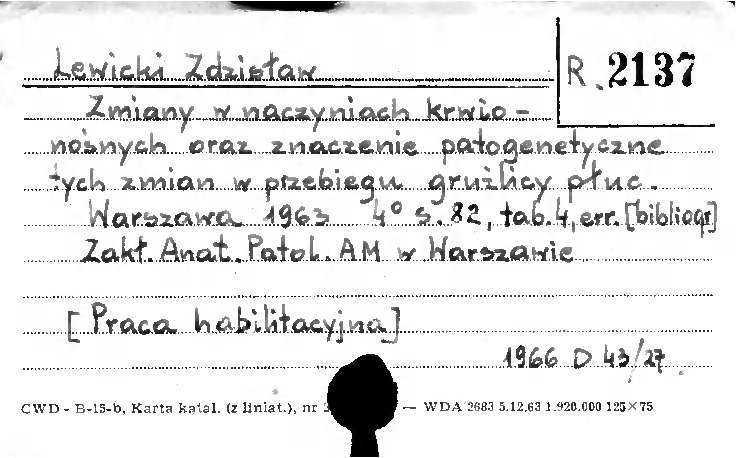 Lewicki Zdzisław
R. 2137
Zmiany w naczyniach krwio-
nośnych oraz znaczenie patogenetyczne
tych zmian w przebiegu gruźlicy płuc.
Warszawa 1963 4° s. 82, tab. 4, err. [bibliogr]
Zakł. Anat. Patol. AM w Warszawie
[Praca habilitacyjna]
1966 D 43/27
CWD - B-15-b, Karta katal. (z liniat.), nr — WDA 2683 5.12.63 1.920.000 125×75